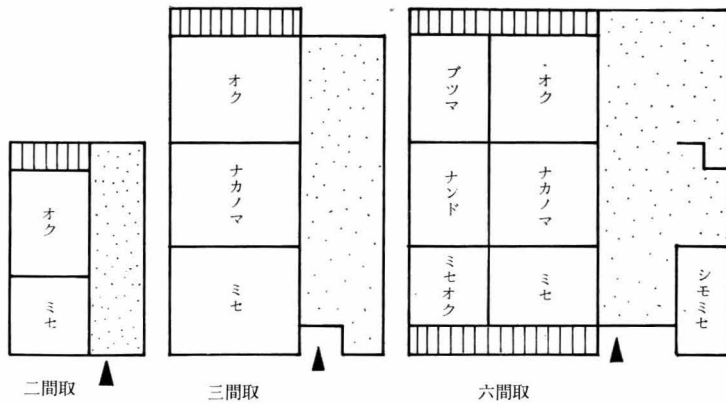 オク
ミセ
二間取
オク
ナカノマ
ミセ
三間取
ブツマ
オク
ナンド
ナカノマ
ミセオク
ミセ
シモミセ
六間取